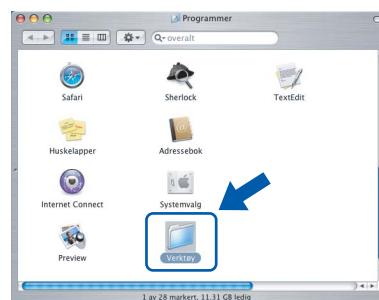 Programmer
overalt
Safari
Sherlock
TextEdit
Huskelapper
Adressebok
Internet Connect
Systemvalg
Preview
Verktøy
1 av 28 markert, 11,31 GB ledig